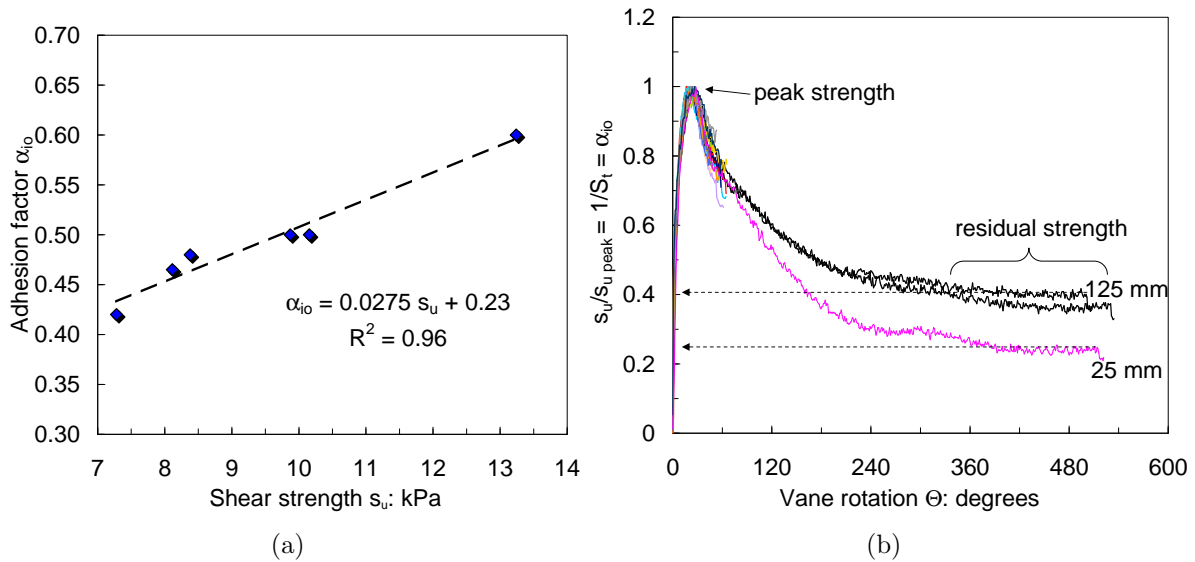 0.70
0.65
0.60
0.55
0.50
0.45
0.40
0.35
0.30
Adhesion factor α_io
α_io = 0.0275 s_u + 0.23
R² = 0.96
7 8 9 10 11 12 13 14
Shear strength s_u: kPa
(a)
1.2
1
0.8
0.6
0.4
0.2
0
s_u/s_u peak = 1/S_t = α_io
peak strength
residual strength
125 mm
25 mm
0 120 240 360 480 600
Vane rotation Θ: degrees
(b)